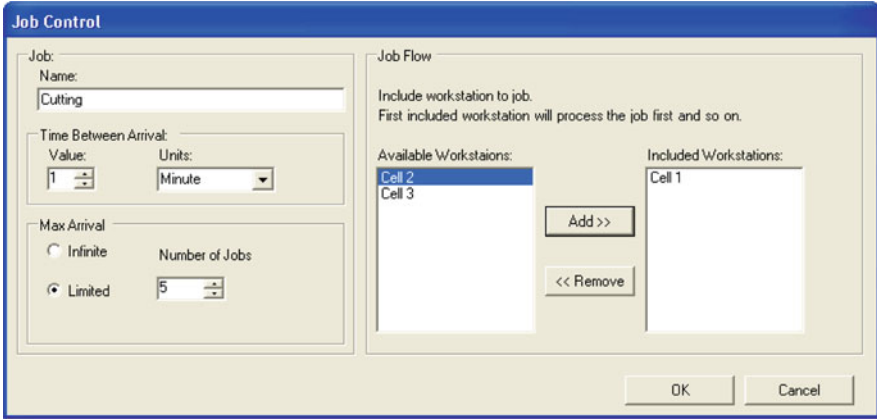 Job Control
Job:
Name:
Cutting
Time Between Arrival:
Value:
Units:
1
Minute
Max Arrival
Infinite
Number of Jobs
Limited
5
Job Flow
Include workstation to job.
First included workstation will process the job first and so on.
Available Workstaions:
Cell 2
Cell 3
Add >>
<< Remove
Included Workstations:
Cell 1
OK
Cancel